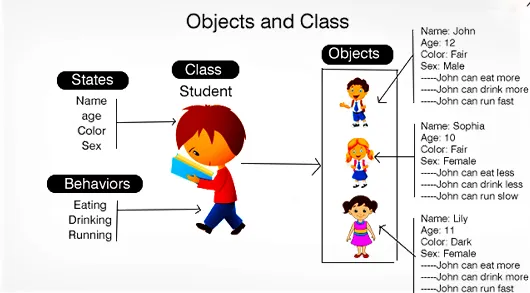 Objects and Class
States
Name
age
Color
Sex
Behaviors
Eating
Drinking
Running
Class
Student
Objects
Name: John
Age: 12
Color: Fair
Sex: Male
-----John can eat more
-----John can drink more
-----John can run fast
Name: Sophia
Age: 10
Color: Fair
Sex: Female
-----John can eat less
-----John can drink less
-----John can run slow
Name: Lily
Age: 11
Color: Dark
Sex: Female
-----John can eat more
-----John can drink more
-----John can run fast